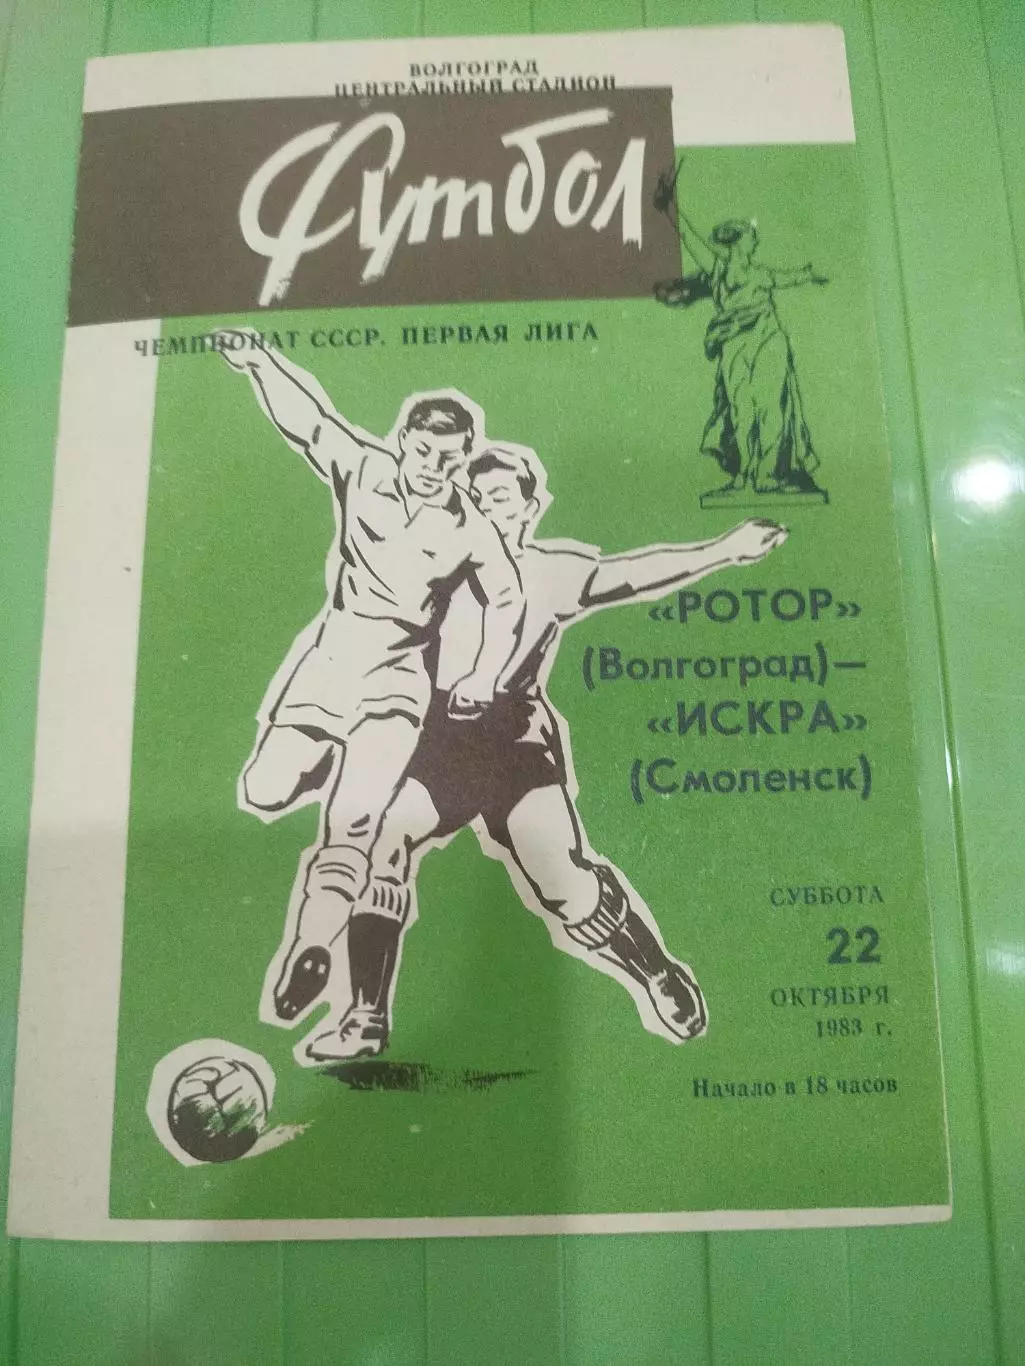 ВОЛГОГРАД
ЦЕНТРАЛЬНЫЙ СТАДИОН
Футбол
ЧЕМПИОНАТ СССР. ПЕРВАЯ ЛИГА
«РОТОР»
(Волгоград)—
«ИСКРА»
(Смоленск)
СУББОТА
22
ОКТЯБРЯ
1983 г.
Начало в 18 часов